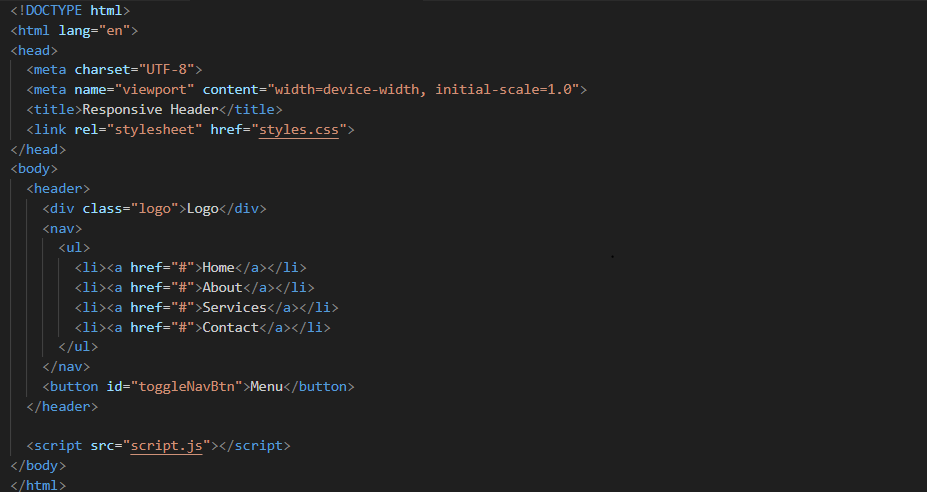 <!DOCTYPE html>
<html lang="en">
<head>
  <meta charset="UTF-8">
  <meta name="viewport" content="width=device-width, initial-scale=1.0">
  <title>Responsive Header</title>
  <link rel="stylesheet" href="styles.css">
</head>
<body>
  <header>
    <div class="logo">Logo</div>
    <nav>
      <ul>
        <li><a href="#">Home</a></li>
        <li><a href="#">About</a></li>
        <li><a href="#">Services</a></li>
        <li><a href="#">Contact</a></li>
      </ul>
    </nav>
    <button id="toggleNavBtn">Menu</button>
  </header>

  <script src="script.js"></script>
</body>
</html>